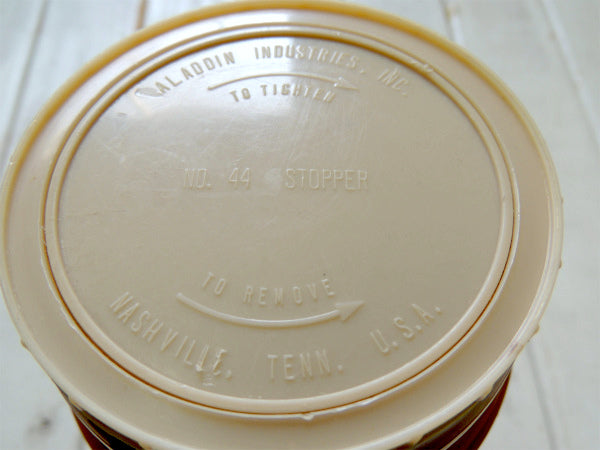 ALADDIN INDUSTRIES, INC.
TO TIGHTEN
NO. 44 STOPPER
TO REMOVE
NASHVILLE, TENN. U.S.A.